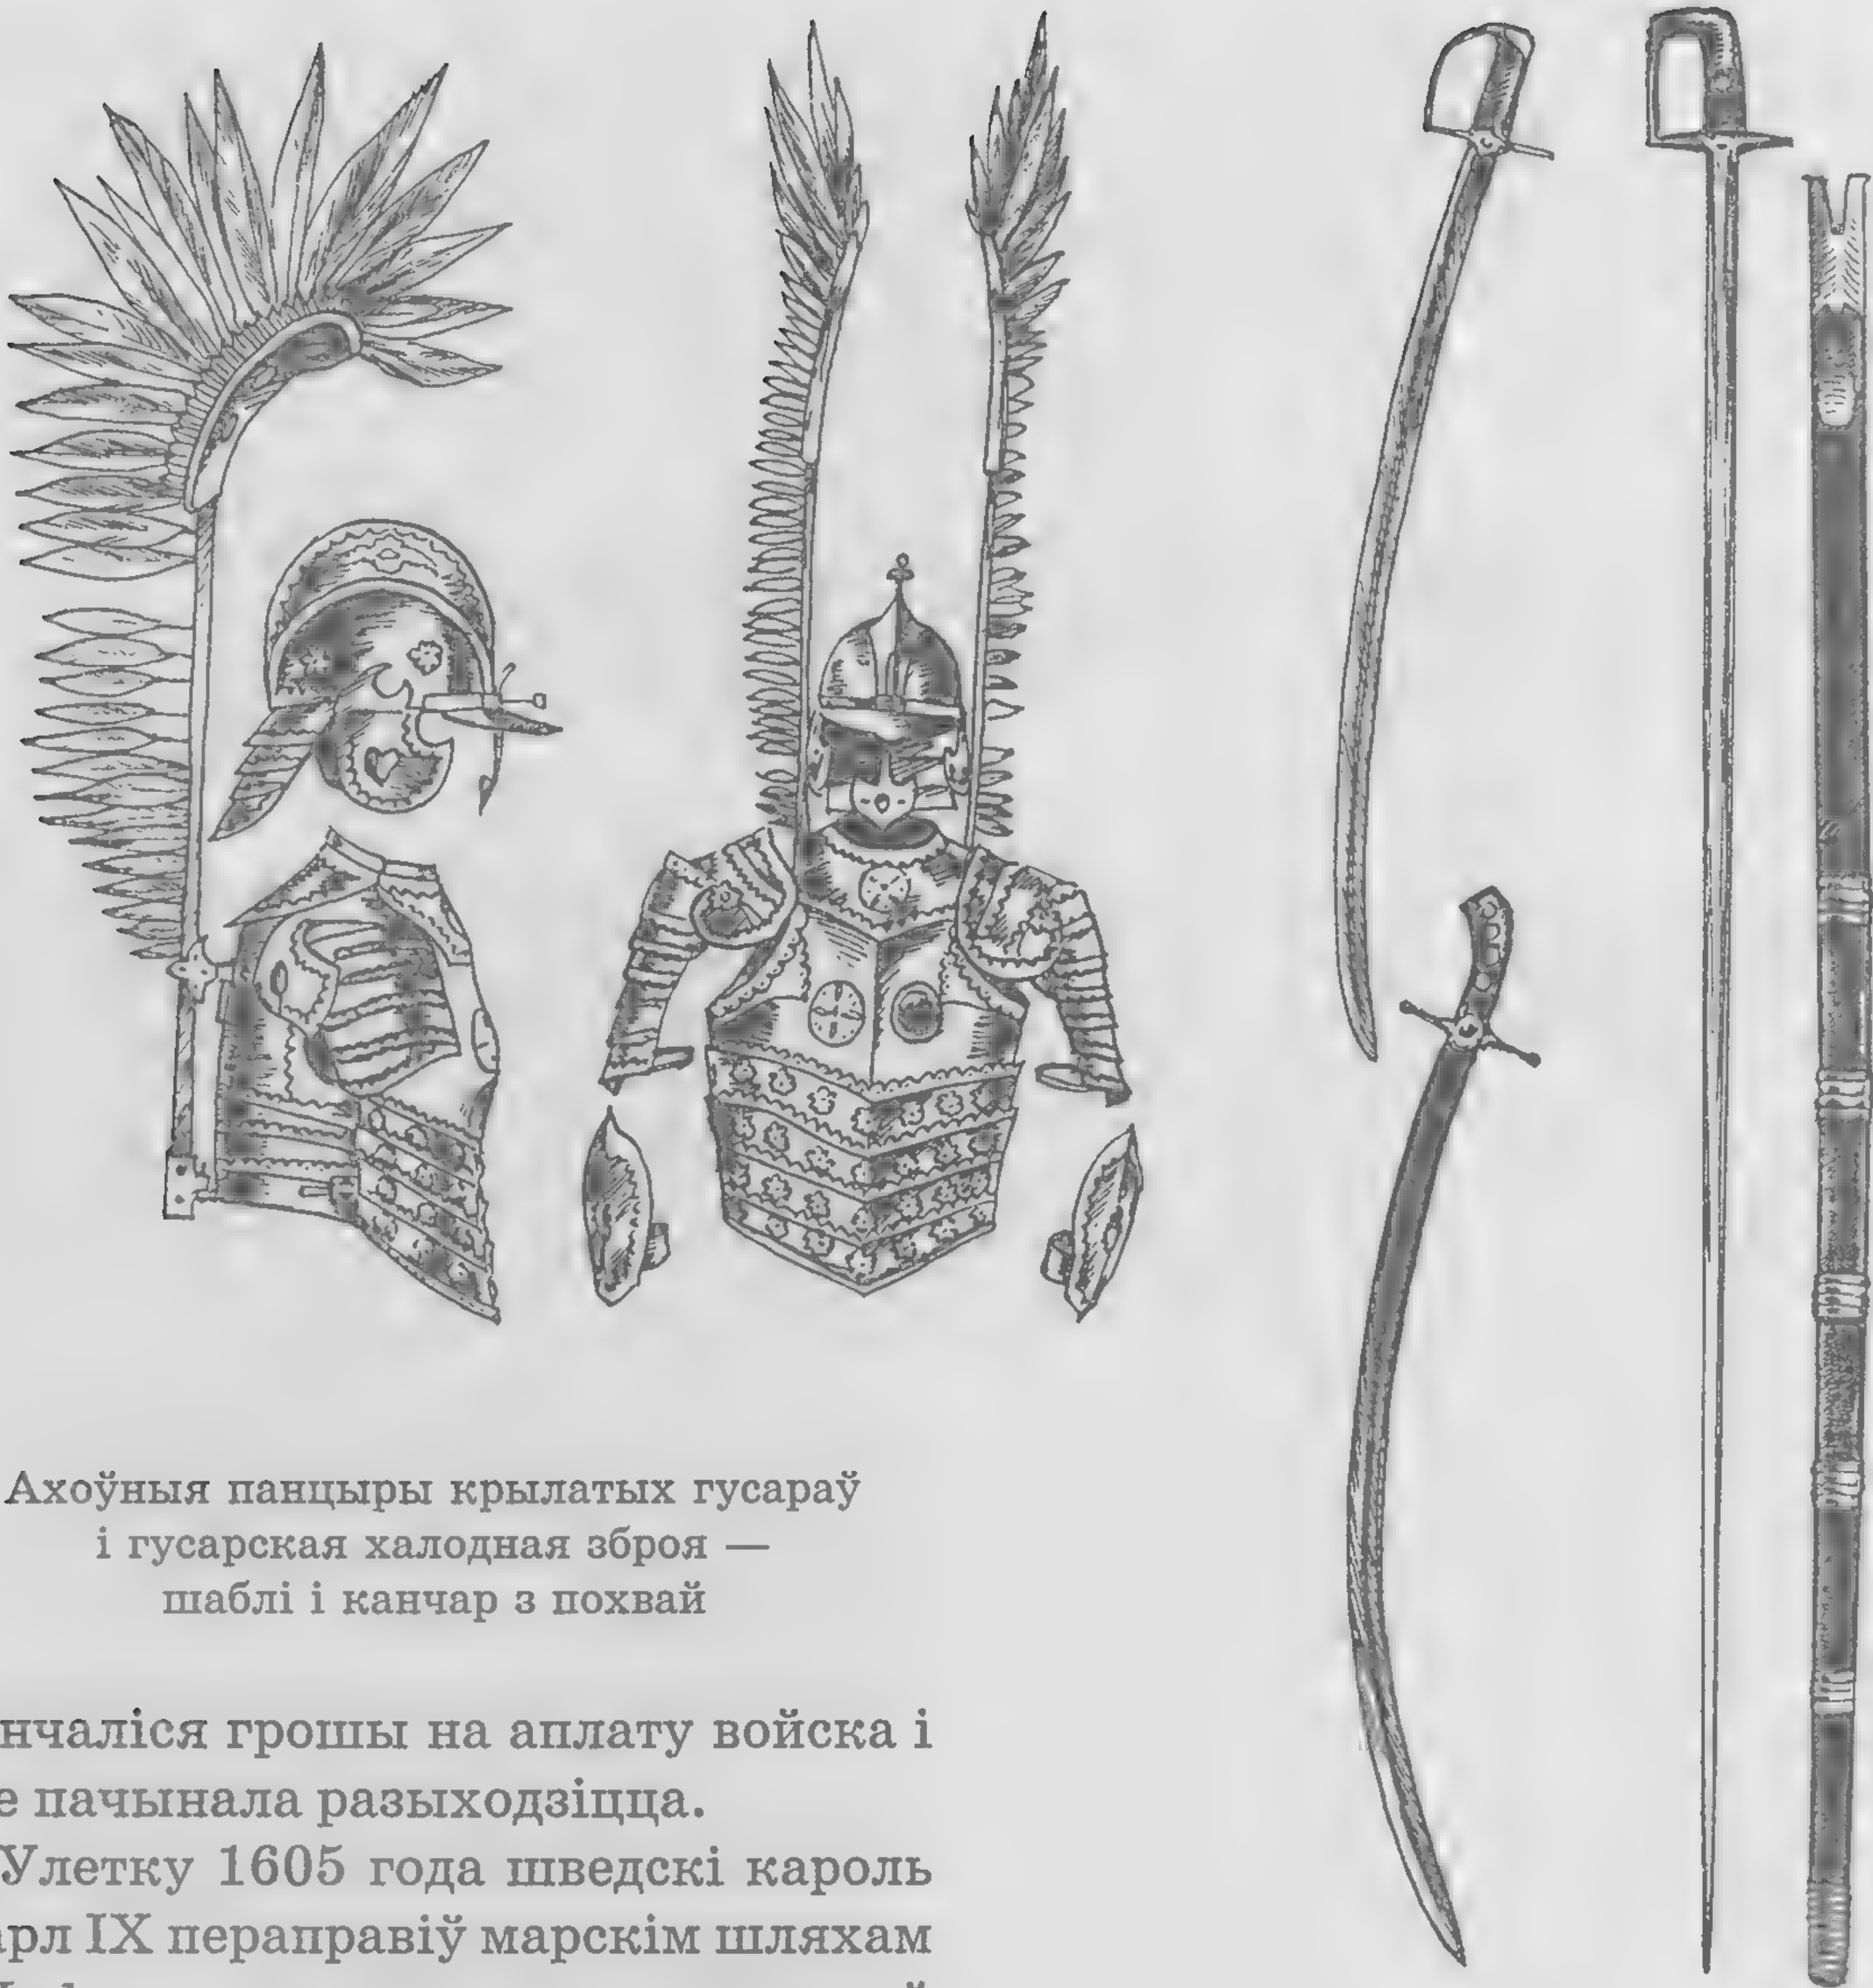 Ахоўныя панцыры крылатых гусараў
і гусарская халодная зброя —
шаблі і канчар з похвай
нчаліся грошы на аплату войска і
е пачынала разыходзіцца.
Улетку 1605 года шведскі кароль
арл IX пераправіў марскім шляхам